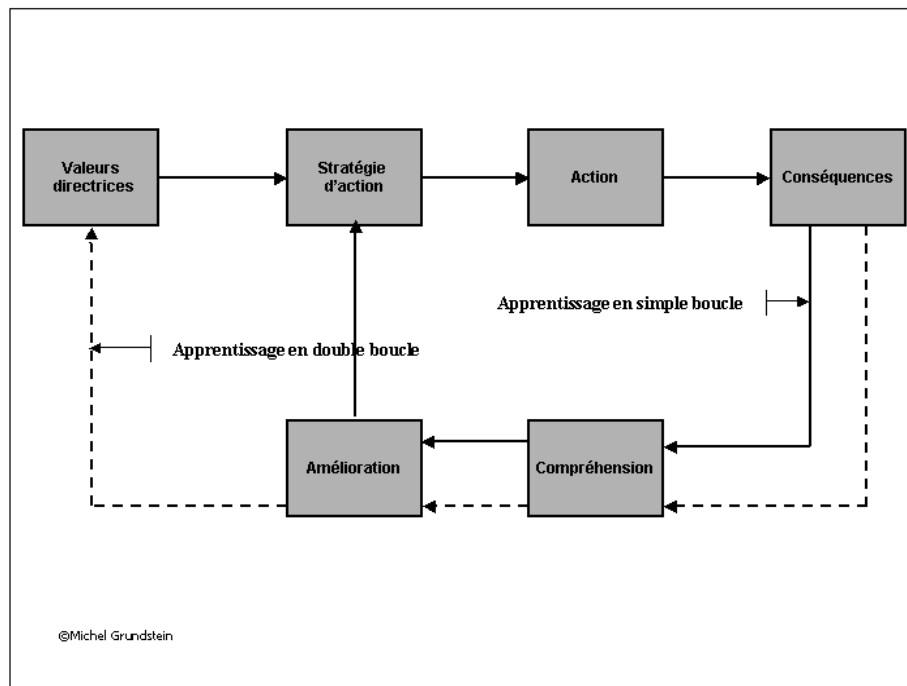 Valeurs
directrices
Stratégie
d'action
Action
Conséquences
Apprentissage en simple boucle
Apprentissage en double boucle
Amélioration
Compréhension
©Michel Grundstein